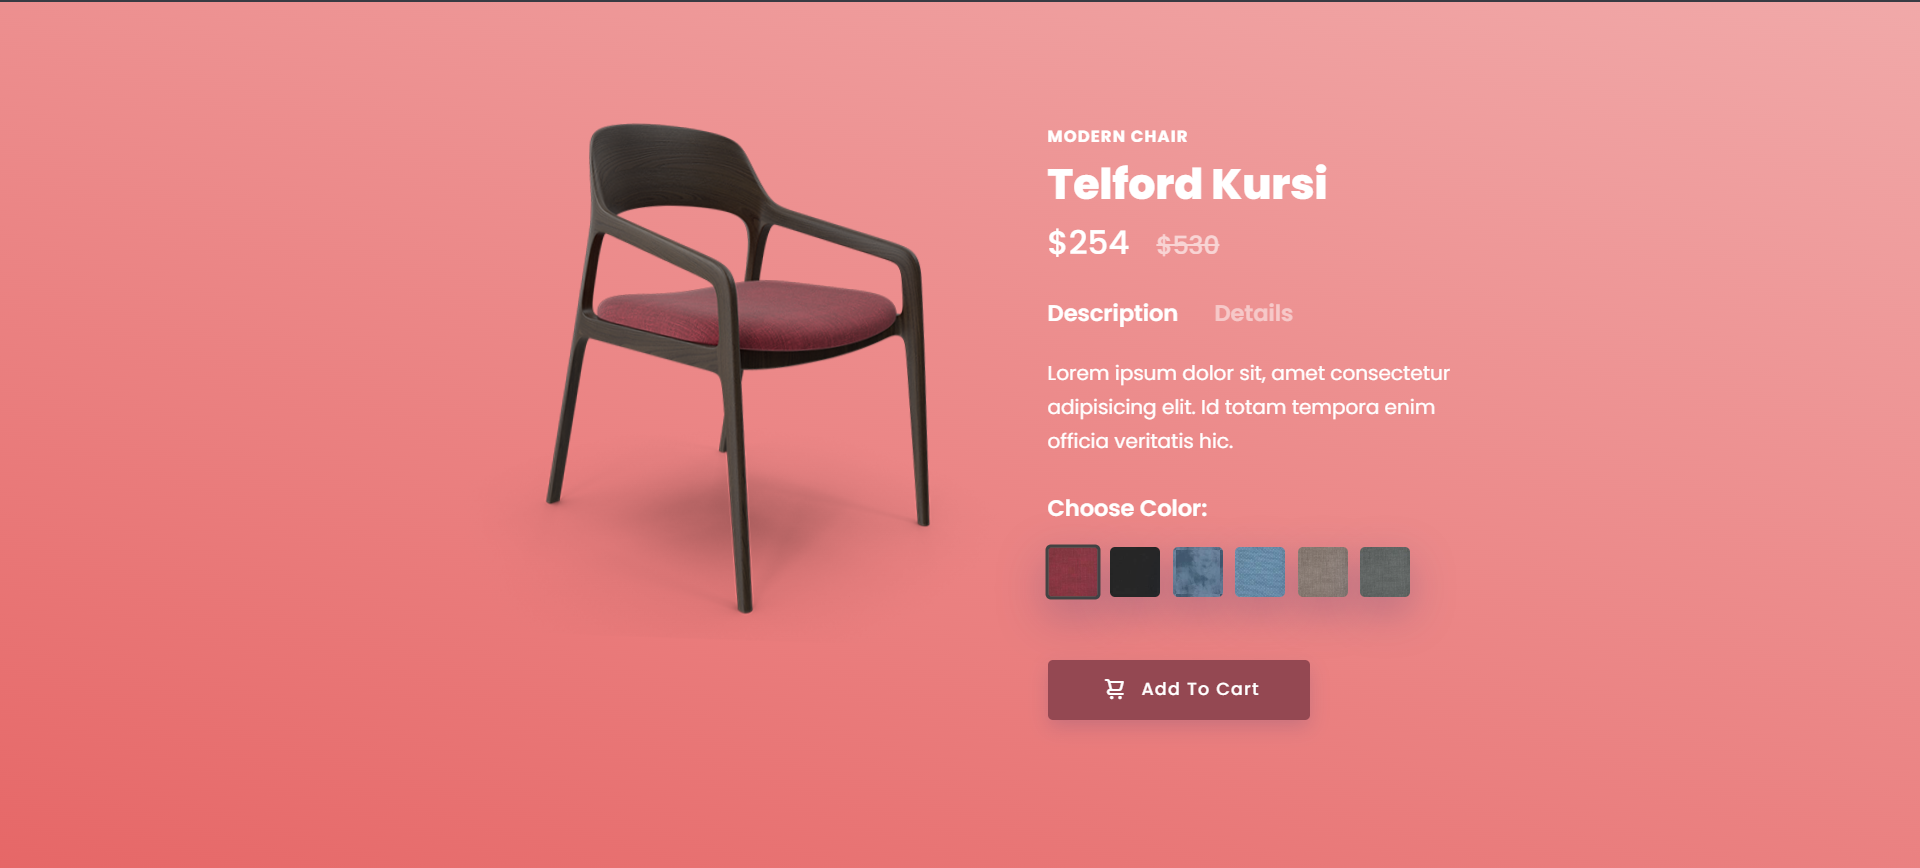 MODERN CHAIR
Telford Kursi
$254 $530
Description Details
Lorem ipsum dolor sit, amet consectetur
adipisicing elit. Id totam tempora enim
officia veritatis hic.
Choose Color:
Add To Cart